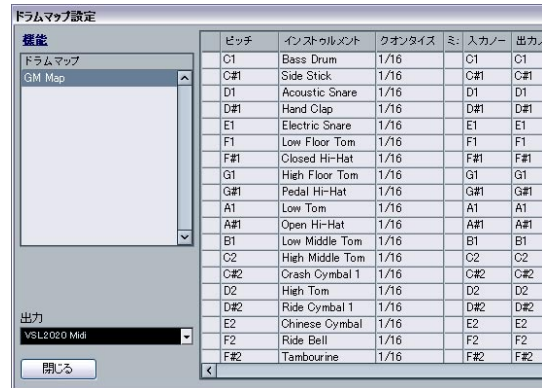 ドラムマップ設定
機能
ドラムマップ
GM Map
出力
VSL2020 Midi
閉じる
ピッチ インストゥルメント クオンタイズ ミ: 入力ノー 出力ノ
C1 Bass Drum 1/16 C1 C1
C#1 Side Stick 1/16 C#1 C#1
D1 Acoustic Snare 1/16 D1 D1
D#1 Hand Clap 1/16 D#1 D#1
E1 Electric Snare 1/16 E1 E1
F1 Low Floor Tom 1/16 F1 F1
F#1 Closed Hi-Hat 1/16 F#1 F#1
G1 High Floor Tom 1/16 G1 G1
G#1 Pedal Hi-Hat 1/16 G#1 G#1
A1 Low Tom 1/16 A1 A1
A#1 Open Hi-Hat 1/16 A#1 A#1
B1 Low Middle Tom 1/16 B1 B1
C2 High Middle Tom 1/16 C2 C2
C#2 Crash Cymbal 1 1/16 C#2 C#2
D2 High Tom 1/16 D2 D2
D#2 Ride Cymbal 1 1/16 D#2 D#2
E2 Chinese Cymbal 1/16 E2 E2
F2 Ride Bell 1/16 F2 F2
F#2 Tambourine 1/16 F#2 F#2